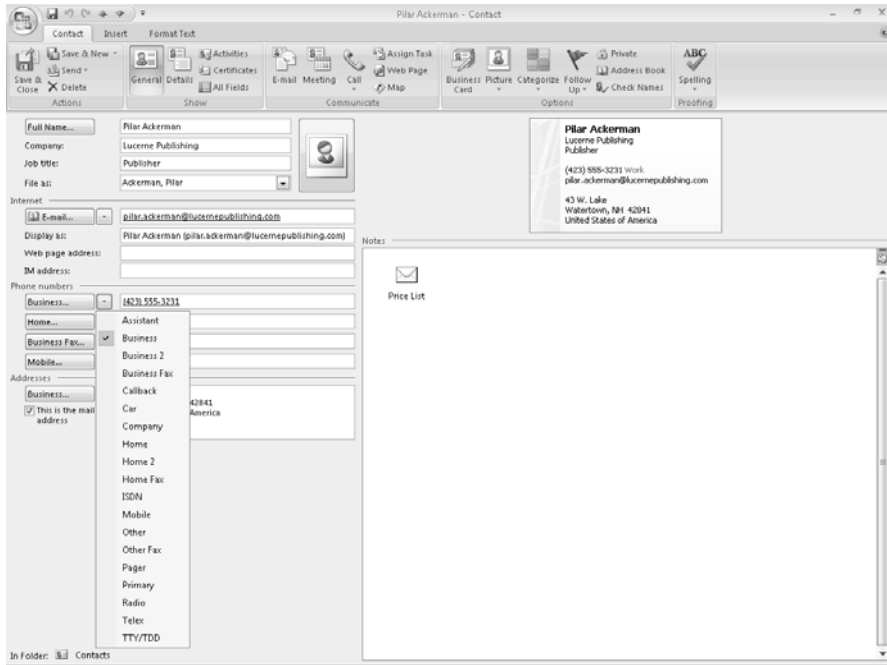 Pilar Ackerman - Contact
Contact Insert Format Text
Save & Close
Save & New
Send
Delete
Actions
General
Details
Activities
Certificates
All Fields
Show
E-mail
Meeting
Call
Assign Task
Web Page
Map
Communicate
Business Card
Picture
Categorize
Follow Up
Private
Address Book
Check Names
Options
ABC
Spelling
Proofing
Full Name... Pilar Ackerman
Company: Lucerne Publishing
Job title: Publisher
File as: Ackerman, Pilar
Internet
E-mail... pilar.ackerman@lucernepublishing.com
Display as: Pilar Ackerman (pilar.ackerman@lucernepublishing.com)
Web page address:
IM address:
Phone numbers
Business... (423) 555-3231
Home...
Business Fax...
Mobile...
Addresses
Business...
42841
America
This is the mail
address
Assistant
Business
Business 2
Business Fax
Callback
Car
Company
Home
Home 2
Home Fax
ISDN
Mobile
Other
Other Fax
Pager
Primary
Radio
Telex
TTY/TDD
Pilar Ackerman
Lucerne Publishing
Publisher
(423) 555-3231 Work
pilar.ackerman@lucernepublishing.com
43 W. Lake
Watertown, NH 42841
United States of America
Notes
Price List
In Folder: Contacts